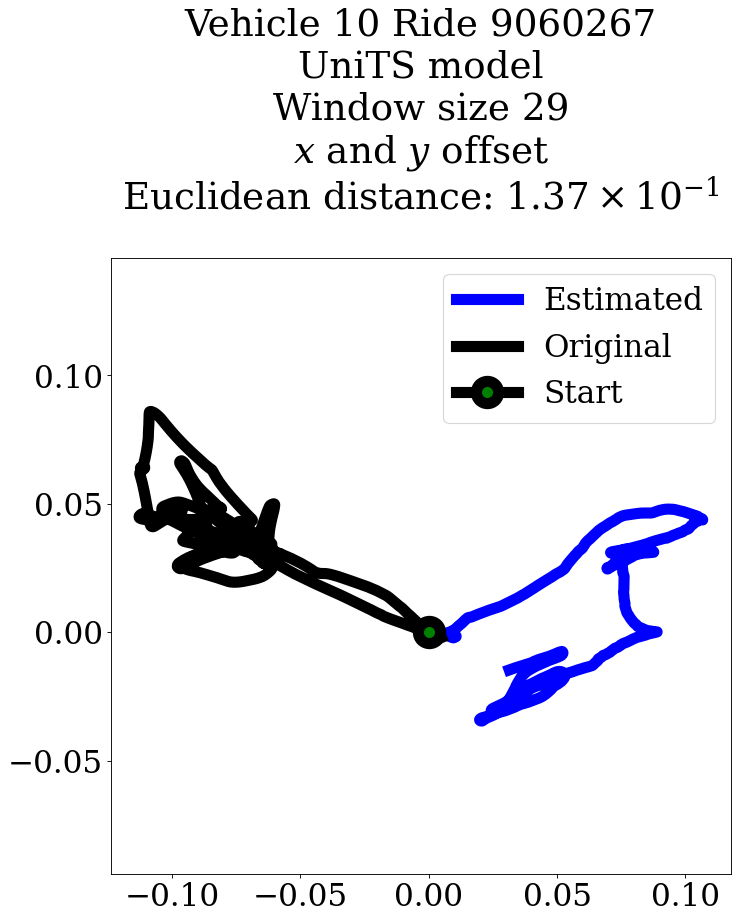 Vehicle 10 Ride 9060267
UniTS model
Window size 29
x and y offset
Euclidean distance: 1.37 × 10⁻¹
Estimated
Original
Start
0.10
0.05
0.00
−0.05
−0.10 −0.05 0.00 0.05 0.10